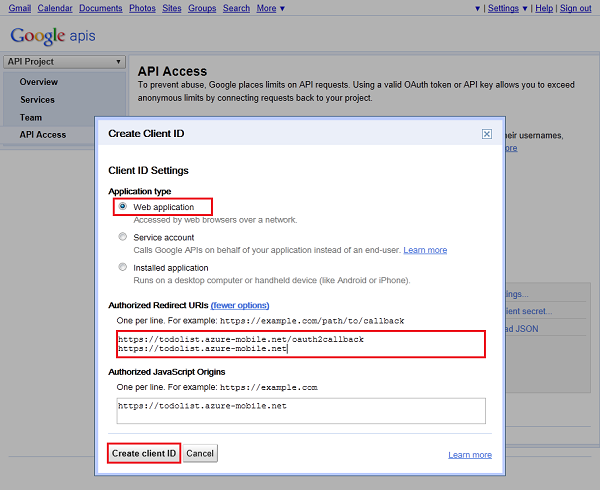 Gmail Calendar Documents Photos Sites Groups Search More ▼
▼ | Settings ▼ | Help | Sign out
Google apis
API Project ▼
Overview
Services
Team
API Access
API Access
To prevent abuse, Google places limits on API requests. Using a valid OAuth token or API key allows you to exceed
anonymous limits by connecting requests back to your project.
their usernames,
Create Client ID
Client ID Settings
Application type
Web application
Accessed by web browsers over a network.
Service account
Calls Google APIs on behalf of your application instead of an end-user. Learn more
Installed application
Runs on a desktop computer or handheld device (like Android or iPhone).
ient secret...
ad JSON
Authorized Redirect URIs (fewer options)
One per line. For example: https://example.com/path/to/callback
https://todolist.azure-mobile.net/oauth2callback
https://todolist.azure-mobile.net
Authorized JavaScript Origins
One per line. For example: https://example.com
https://todolist.azure-mobile.net
Create client ID Cancel
Learn more